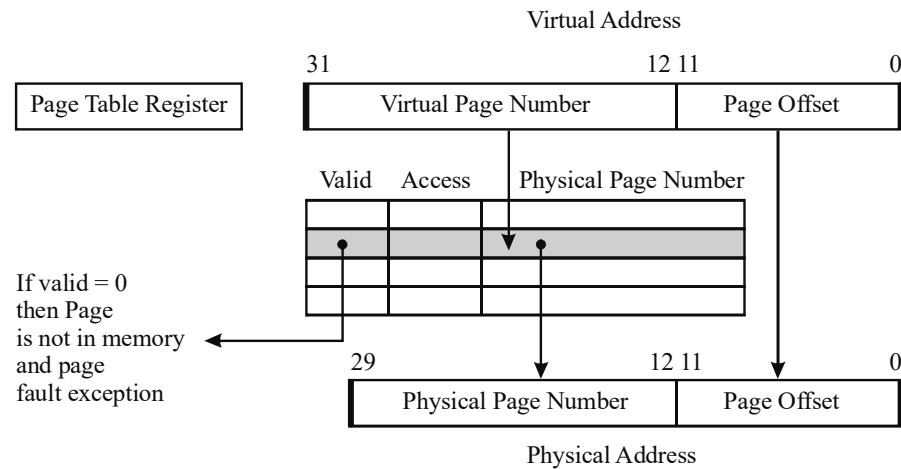 Virtual Address
31 12 11 0
Page Table Register
Virtual Page Number
Page Offset
Valid Access Physical Page Number
If valid = 0
then Page
is not in memory
and page
fault exception
29 12 11 0
Physical Page Number
Page Offset
Physical Address